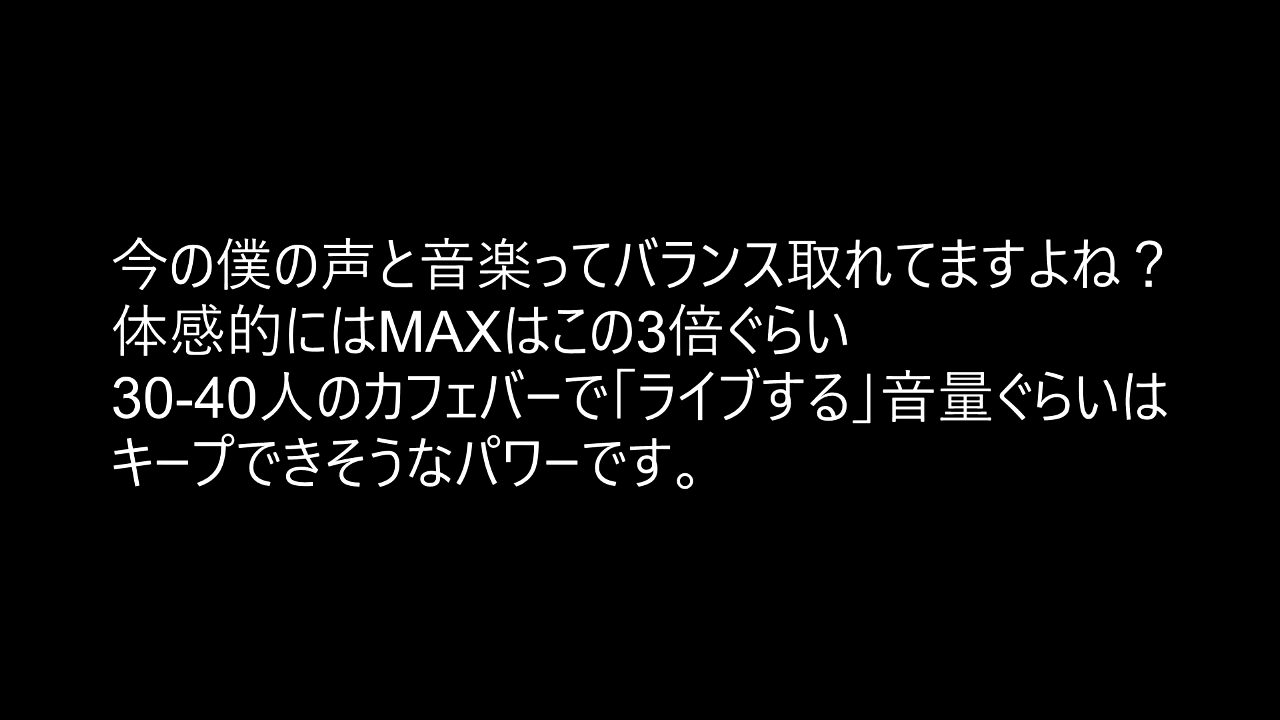 今の僕の声と音楽ってバランス取れてますよね？
体感的にはMAXはこの3倍ぐらい
30-40人のカフェバーで「ライブする」音量ぐらいは
キープできそうなパワーです。